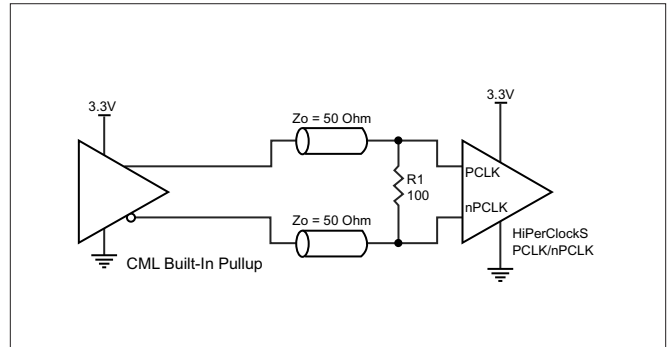 3.3V
Zo = 50 Ohm
3.3V
R1
100
PCLK
nPCLK
Zo = 50 Ohm
HiPerClockS
PCLK/nPCLK
CML Built-In Pullup